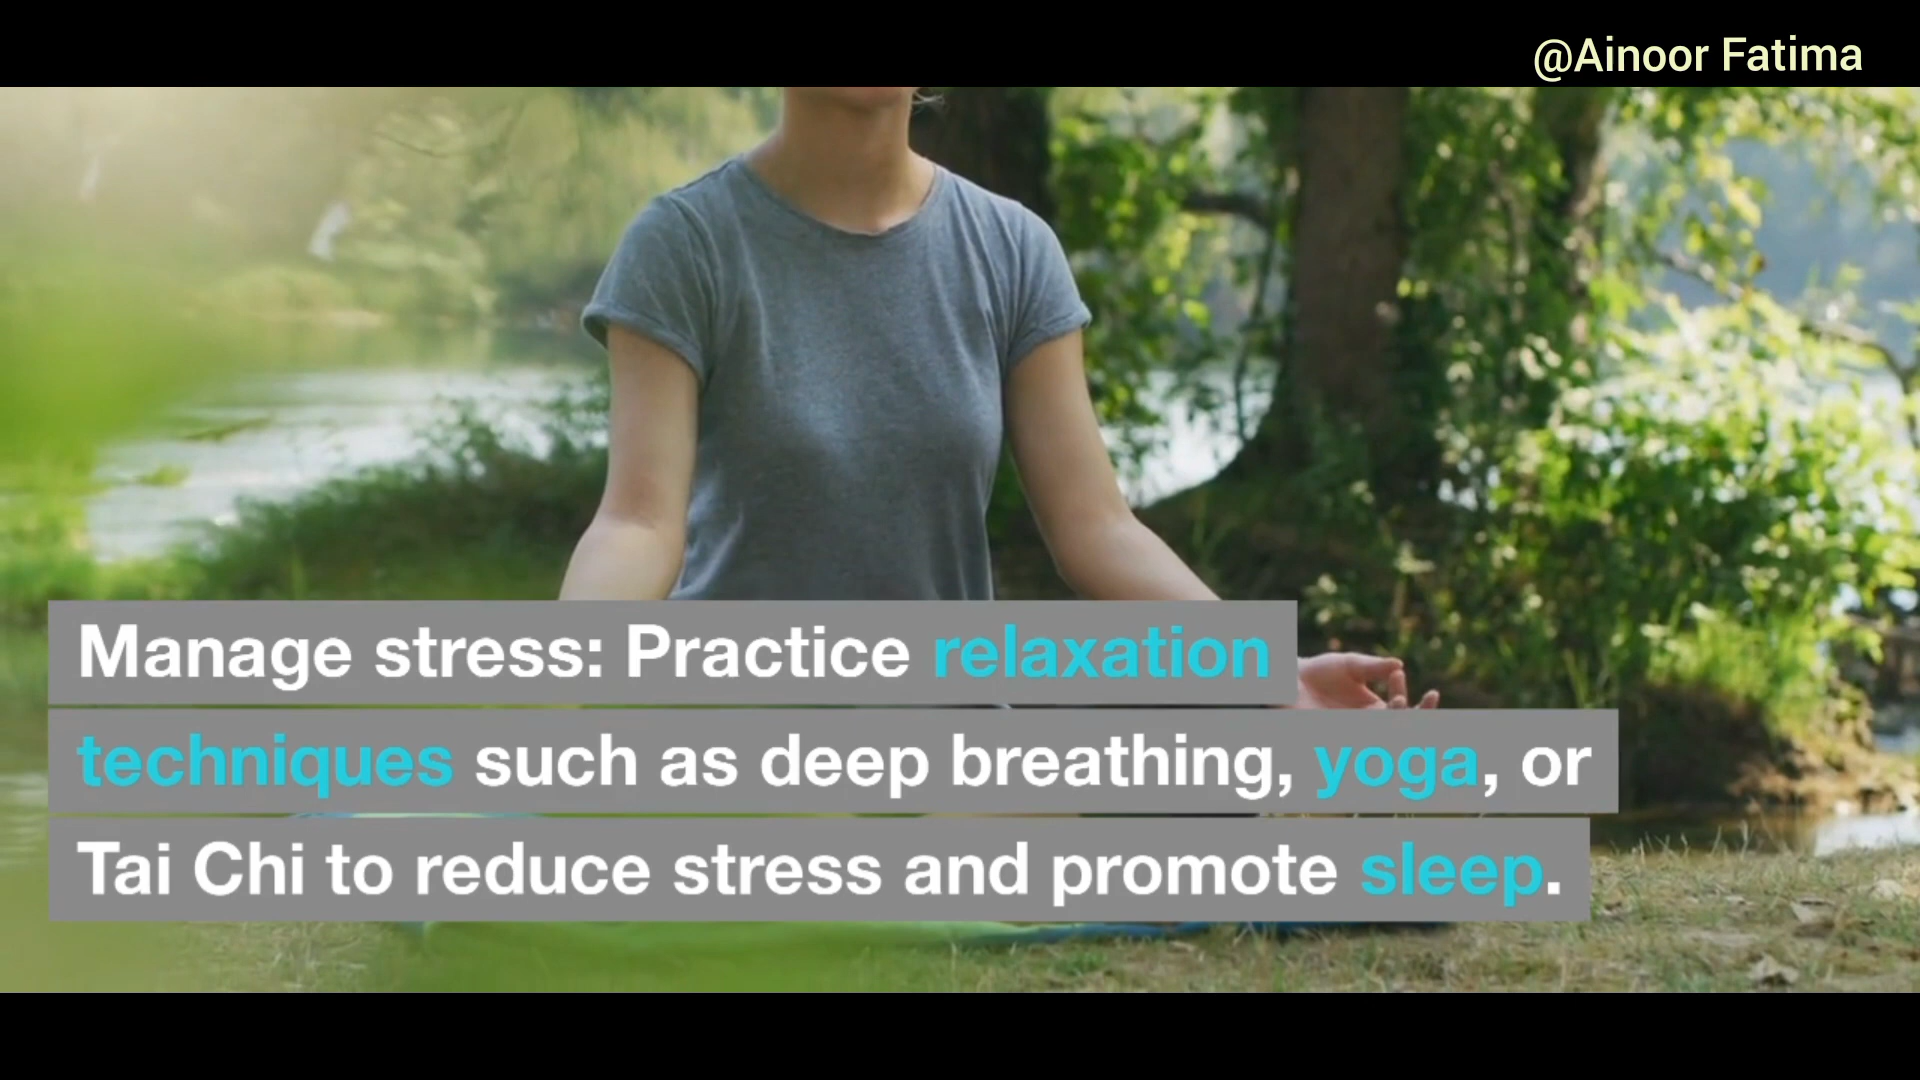 @Ainoor Fatima
Manage stress: Practice relaxation
techniques such as deep breathing, yoga, or
Tai Chi to reduce stress and promote sleep.